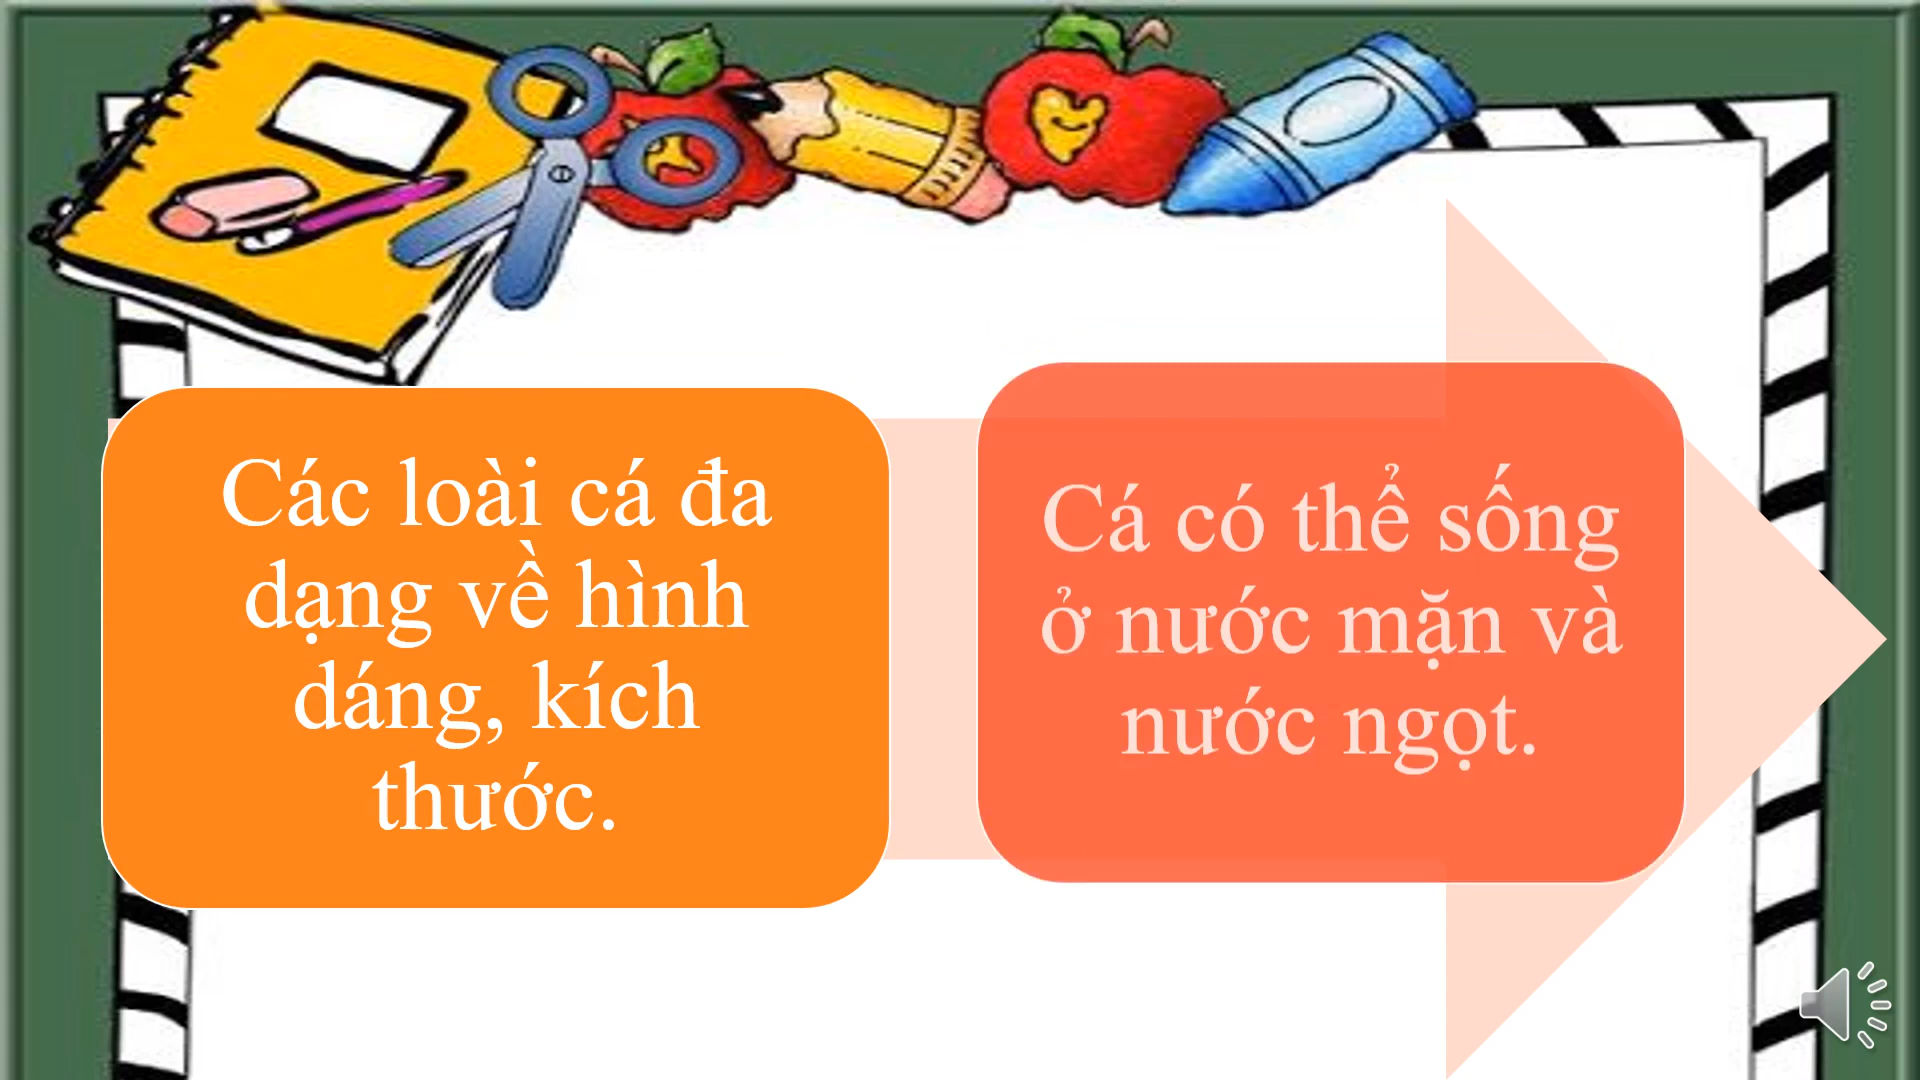 Các loài cá đa
dạng về hình
dáng, kích
thước.
Cá có thể sống
ở nước mặn và
nước ngọt.